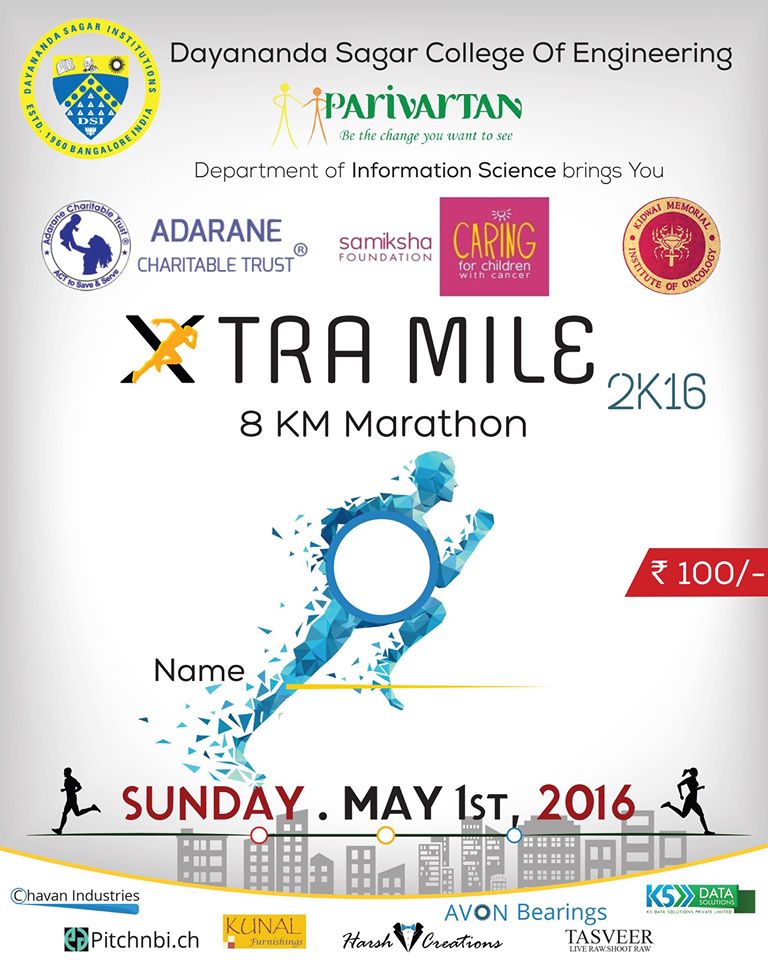 DAYANANDA SAGAR INSTITUTIONS
DSI
ESTD. 1960 BANGALORE INDIA
Dayananda Sagar College Of Engineering
PARIVARTAN
Be the change you want to see
Department of Information Science brings You
Adarane Charitable Trust ®
ACT to Save & Serve
ADARANE
CHARITABLE TRUST ®
samiksha
FOUNDATION
CARING
for children
with cancer
KIDWAI MEMORIAL
INSTITUTE OF ONCOLOGY
XTRA MILE
2K16
8 KM Marathon
₹ 100/-
Name
SUNDAY . MAY 1ST, 2016
Chavan Industries
Pitchnbi.ch
KUNAL
Furnishings
Harsh Creations
AVON Bearings
TASVEER
LIVE RAW.SHOOT RAW
K5 DATA
SOLUTIONS
K5 DATA SOLUTIONS PRIVATE LIMITED